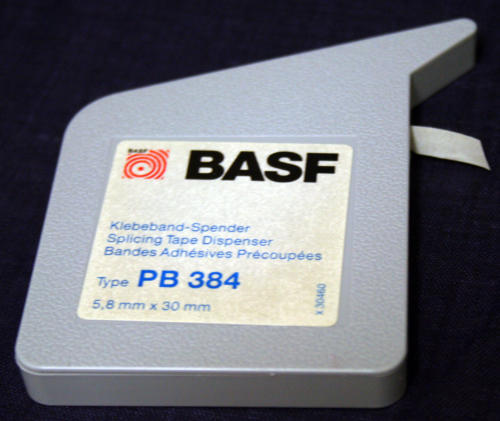 BASF
BASF
Klebeband-Spender
Splicing Tape Dispenser
Bandes Adhésives Précoupées
Type PB 384
5,8 mm x 30 mm
x 30460